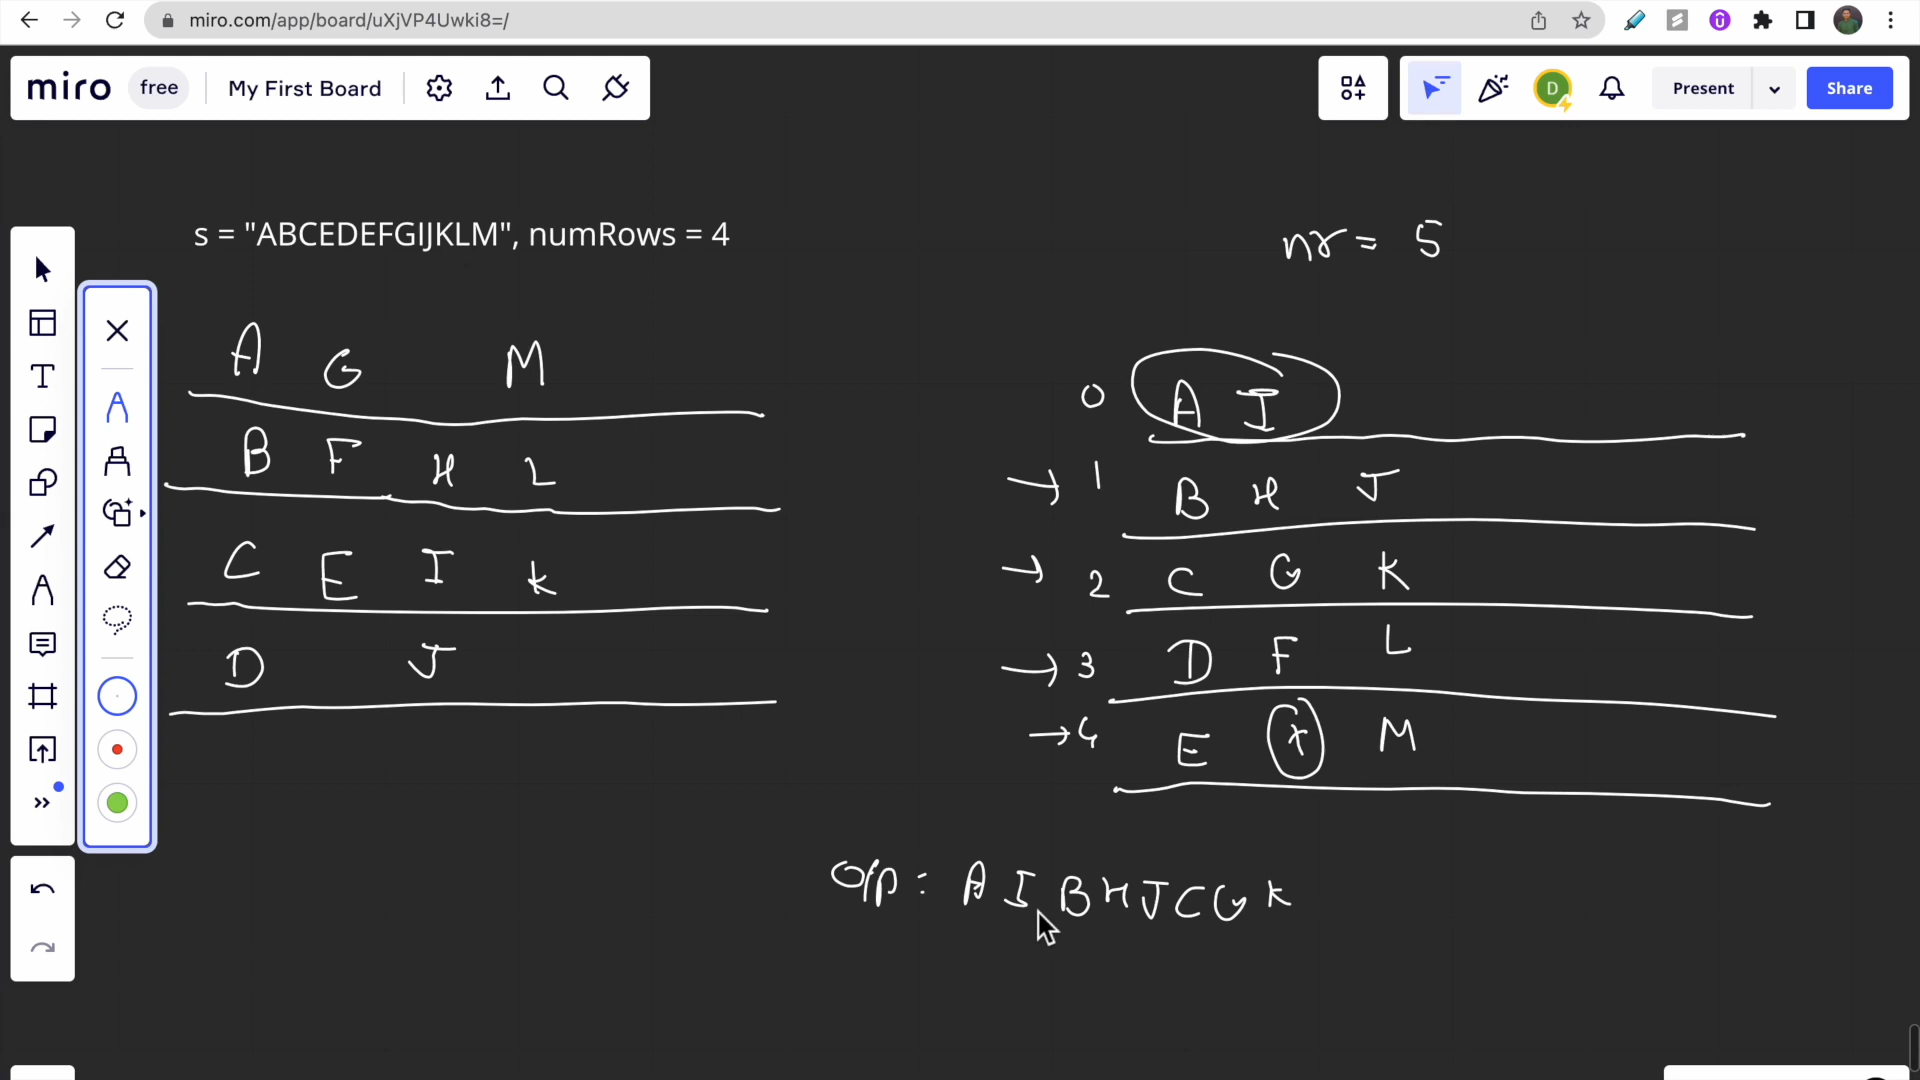 miro.com/app/board/uXjVP4Uwki8=/
miro free My First Board Present Share
D
s = "ABCEDEFGIJKLM", numRows = 4
nr = 5
A G M
B F H L
C E I K
D J
0 A I
1 B H J
2 C G K
3 D F L
4 E x M
O/p : A I B H J C G K